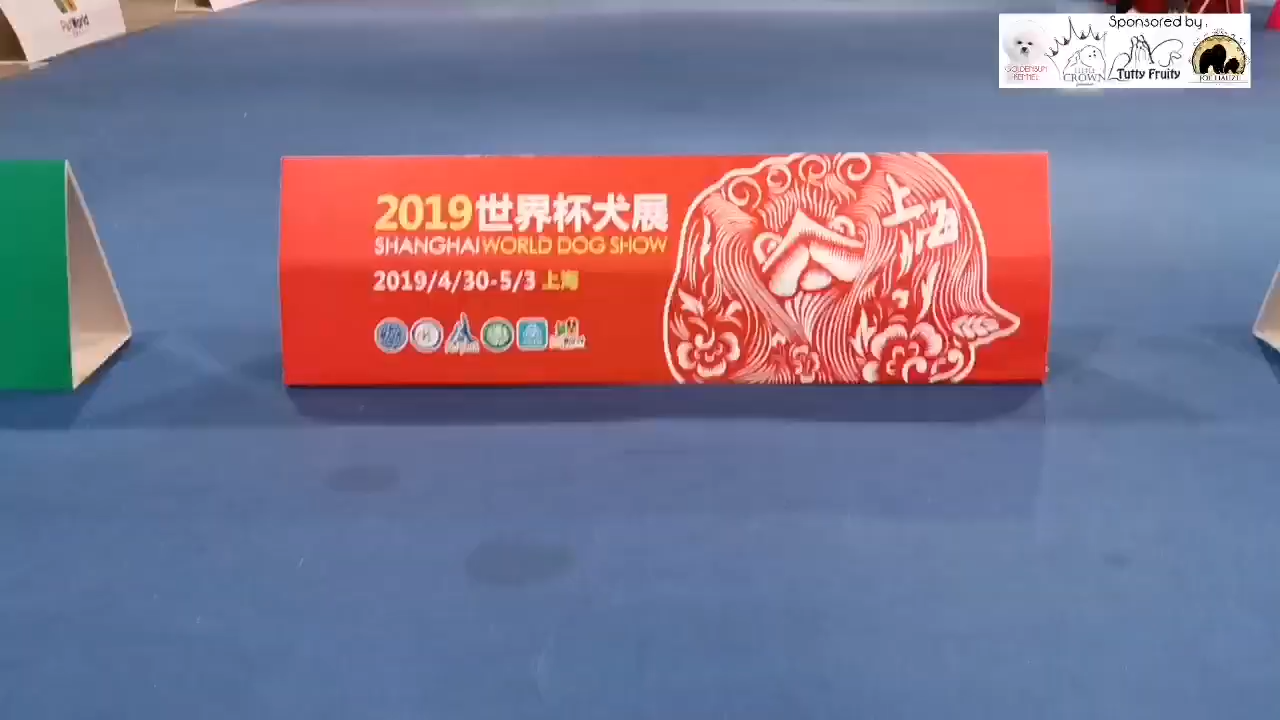 PetWorld
Sponsored by,
GOLDENSUN
KENNEL
CROWN
Tutty Fruity
2019世界杯犬展
SHANGHAI WORLD DOG SHOW
2019/4/30-5/3 上海
上海